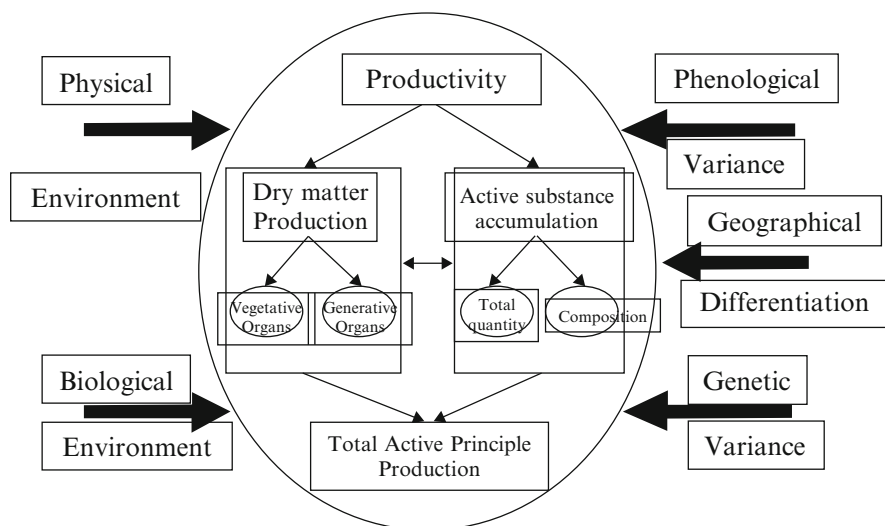 Physical
Environment
Productivity
Phenological
Variance
Dry matter
Production
Active substance
accumulation
Geographical
Differentiation
Vegetative
Organs
Generative
Organs
Total
quantity
Composition
Biological
Environment
Total Active Principle
Production
Genetic
Variance